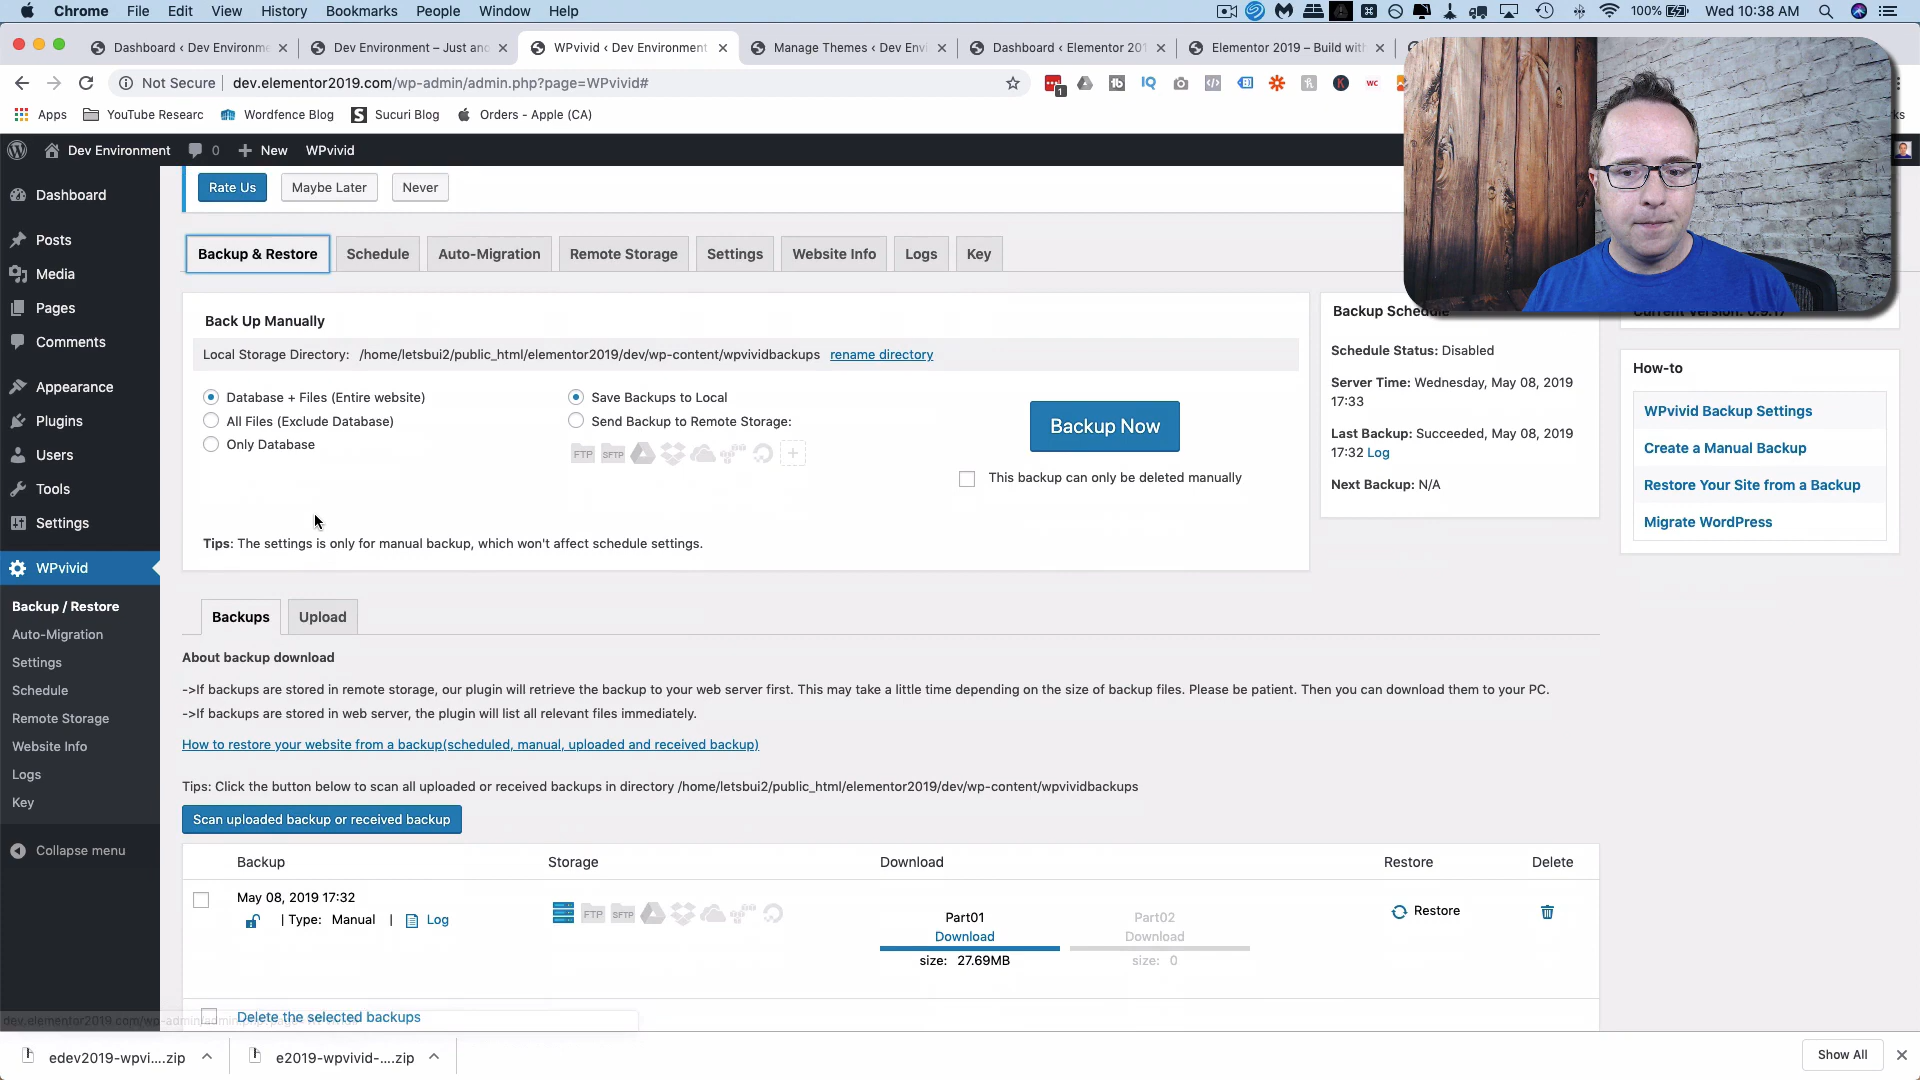 Chrome File Edit View History Bookmarks People Window Help 100% Wed 10:38 AM
Dashboard ‹ Dev Environme Dev Environment – Just anc WPvivid ‹ Dev Environment Manage Themes ‹ Dev Envi Dashboard ‹ Elementor 201 Elementor 2019 – Build with
Not Secure dev.elementor2019.com/wp-admin/admin.php?page=WPvivid#
Apps YouTube Researc Wordfence Blog Sucuri Blog Orders - Apple (CA)
Dev Environment 0 New WPvivid
Dashboard
Posts
Media
Pages
Comments
Appearance
Plugins
Users
Tools
Settings
WPvivid
Backup / Restore
Auto-Migration
Settings
Schedule
Remote Storage
Website Info
Logs
Key
Collapse menu
Rate Us Maybe Later Never
Backup & Restore Schedule Auto-Migration Remote Storage Settings Website Info Logs Key
Back Up Manually
Local Storage Directory: /home/letsbui2/public_html/elementor2019/dev/wp-content/wpvividbackups rename directory
Database + Files (Entire website)
All Files (Exclude Database)
Only Database
Save Backups to Local
Send Backup to Remote Storage:
FTP SFTP
Backup Now
This backup can only be deleted manually
Tips: The settings is only for manual backup, which won't affect schedule settings.
Backup Schedule
Schedule Status: Disabled
Server Time: Wednesday, May 08, 2019
17:33
Last Backup: Succeeded, May 08, 2019
17:32 Log
Next Backup: N/A
Current Version: 0.9.17
How-to
WPvivid Backup Settings
Create a Manual Backup
Restore Your Site from a Backup
Migrate WordPress
Backups Upload
About backup download
->If backups are stored in remote storage, our plugin will retrieve the backup to your web server first. This may take a little time depending on the size of backup files. Please be patient. Then you can download them to your PC.
->If backups are stored in web server, the plugin will list all relevant files immediately.
How to restore your website from a backup(scheduled, manual, uploaded and received backup)
Tips: Click the button below to scan all uploaded or received backups in directory /home/letsbui2/public_html/elementor2019/dev/wp-content/wpvividbackups
Scan uploaded backup or received backup
Backup Storage Download Restore Delete
May 08, 2019 17:32
| Type: Manual | Log
FTP SFTP
Part01
Download
size: 27.69MB
Part02
Download
size: 0
Restore
Delete the selected backups
edev2019-wpvi....zip e2019-wpvivid-....zip Show All